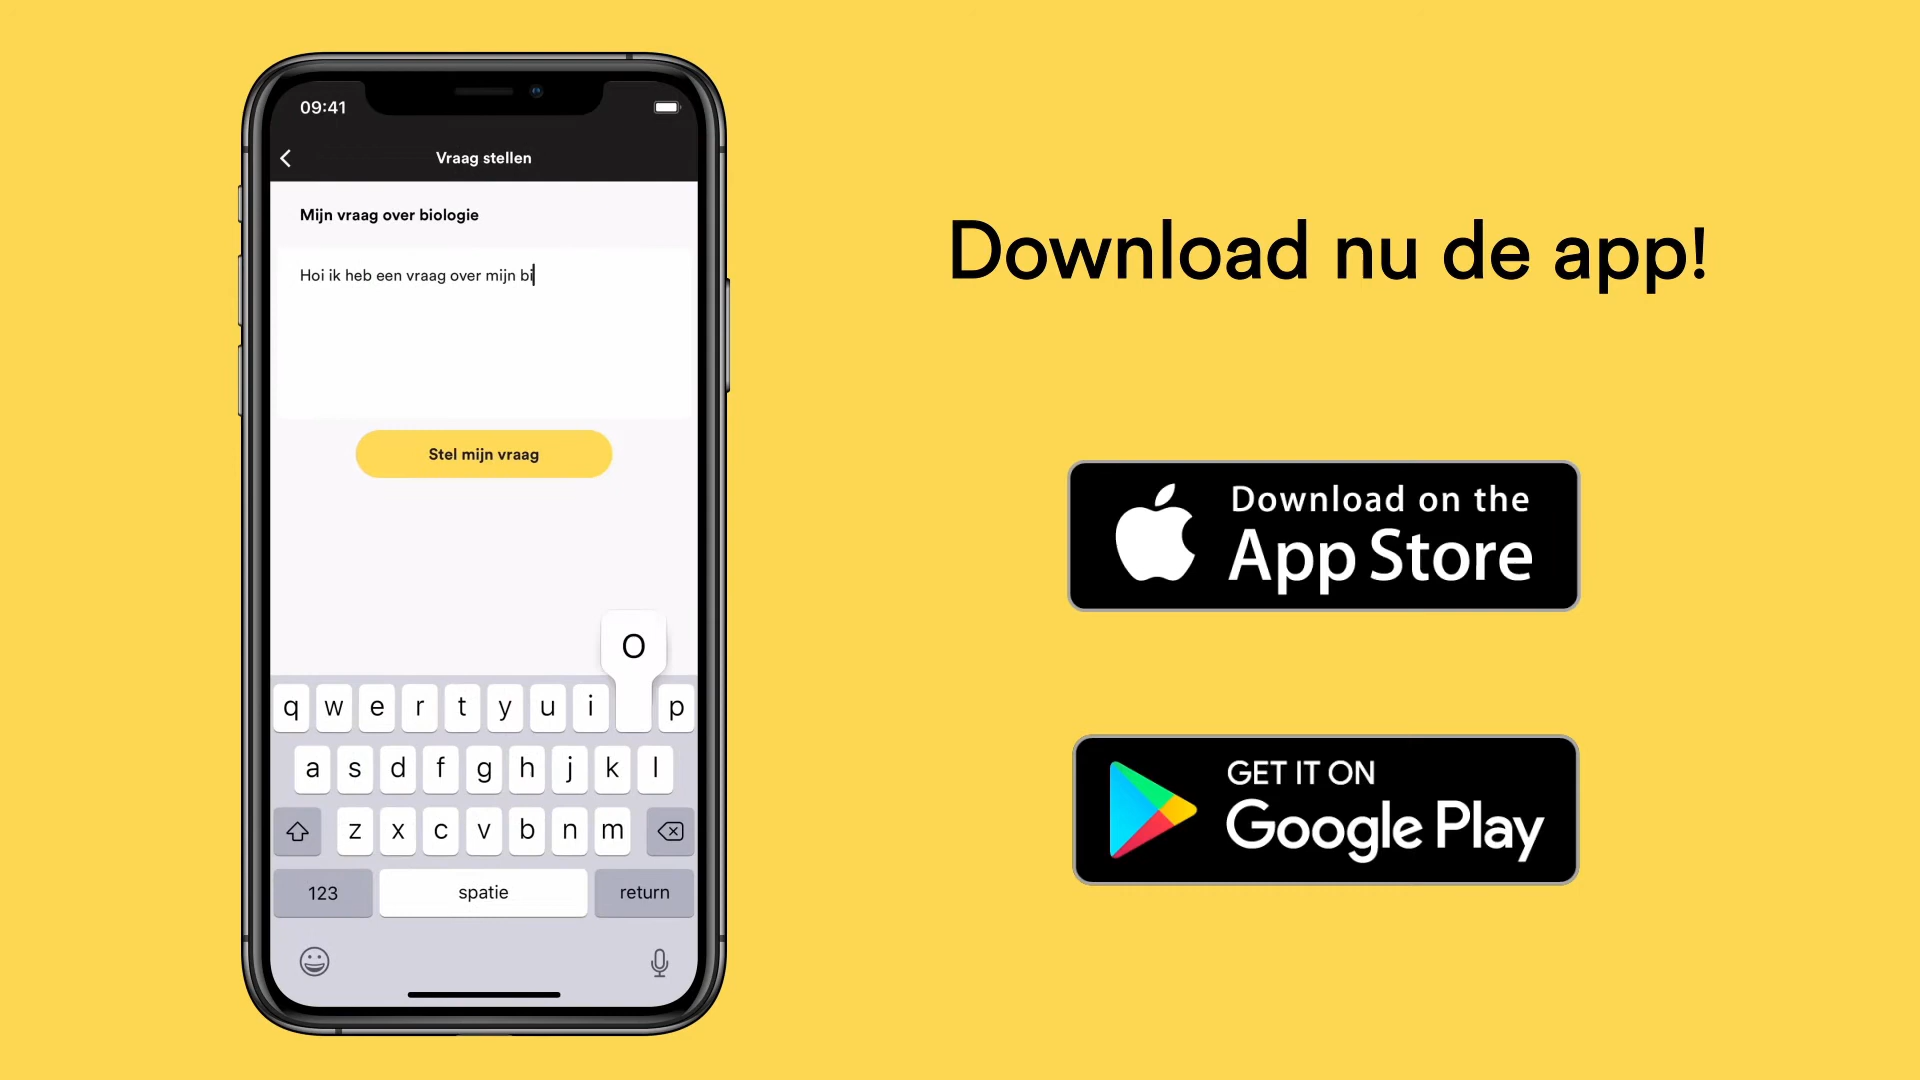 09:41
Vraag stellen
Mijn vraag over biologie
Hoi ik heb een vraag over mijn bi
Stel mijn vraag
o
q w e r t y u i p
a s d f g h j k l
z x c v b n m
123 spatie return
Download nu de app!
Download on the
App Store
GET IT ON
Google Play